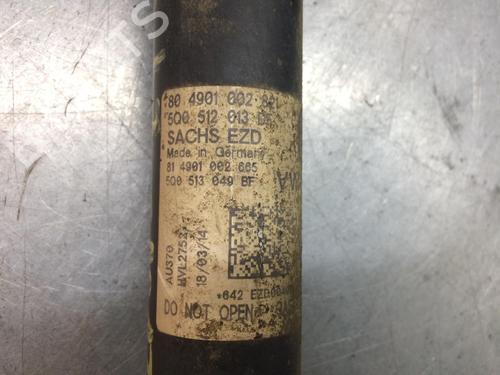 80 4901 002
5Q0 512 013
SACHS EZD
Made in Germany
81 4901 002 665
5Q0 513 049 BF
AU370
18/03/14
*642
DO NOT OPEN